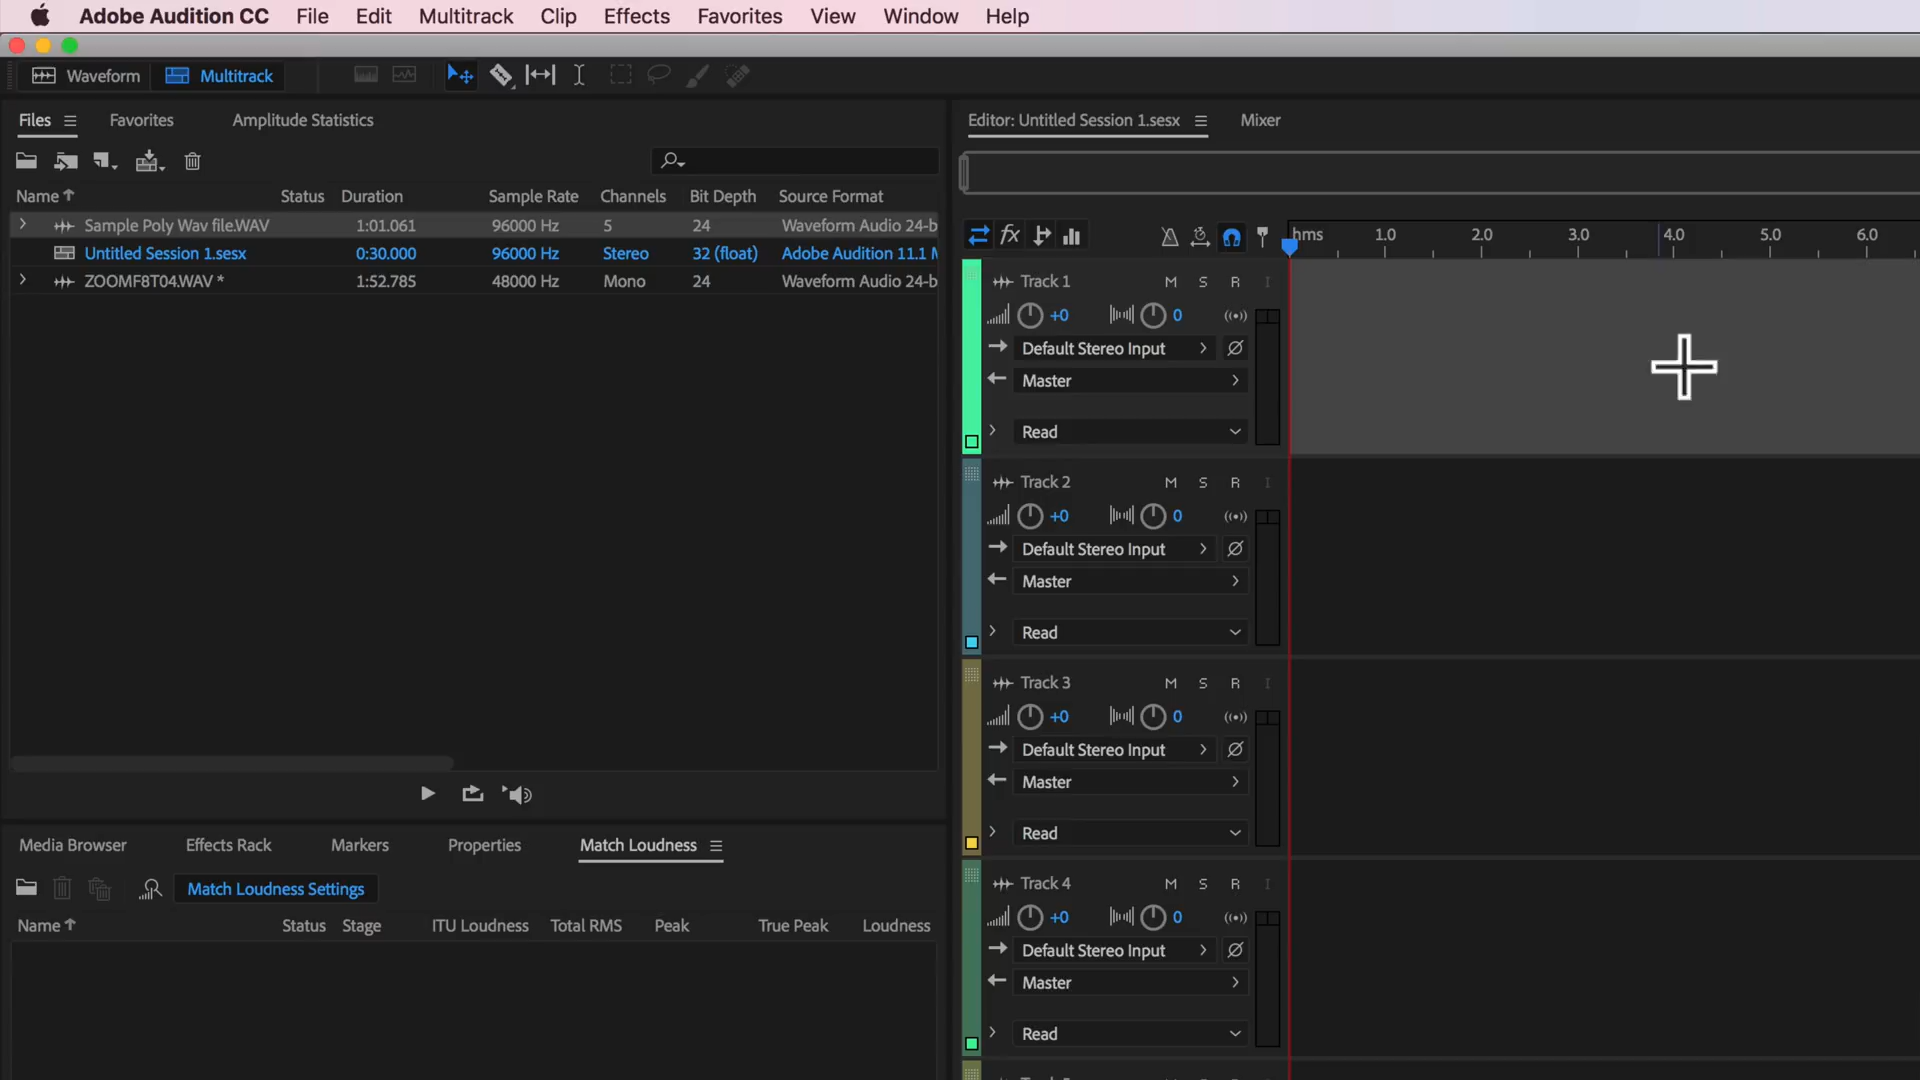 Adobe Audition CC File Edit Multitrack Clip Effects Favorites View Window Help
Waveform Multitrack
Files Favorites Amplitude Statistics
Name Status Duration Sample Rate Channels Bit Depth Source Format
Sample Poly Wav file.WAV 1:01.061 96000 Hz 5 24 Waveform Audio 24-b
Untitled Session 1.sesx 0:30.000 96000 Hz Stereo 32 (float) Adobe Audition 11.1
ZOOMF8T04.WAV * 1:52.785 48000 Hz Mono 24 Waveform Audio 24-b
Media Browser Effects Rack Markers Properties Match Loudness
Match Loudness Settings
Name Status Stage ITU Loudness Total RMS Peak True Peak Loudness
Editor: Untitled Session 1.sesx Mixer
fx hms 1.0 2.0 3.0 4.0 5.0 6.0
Track 1 M S R I
+0 0
Default Stereo Input
Master
Read
Track 2 M S R I
+0 0
Default Stereo Input
Master
Read
Track 3 M S R I
+0 0
Default Stereo Input
Master
Read
Track 4 M S R I
+0 0
Default Stereo Input
Master
Read